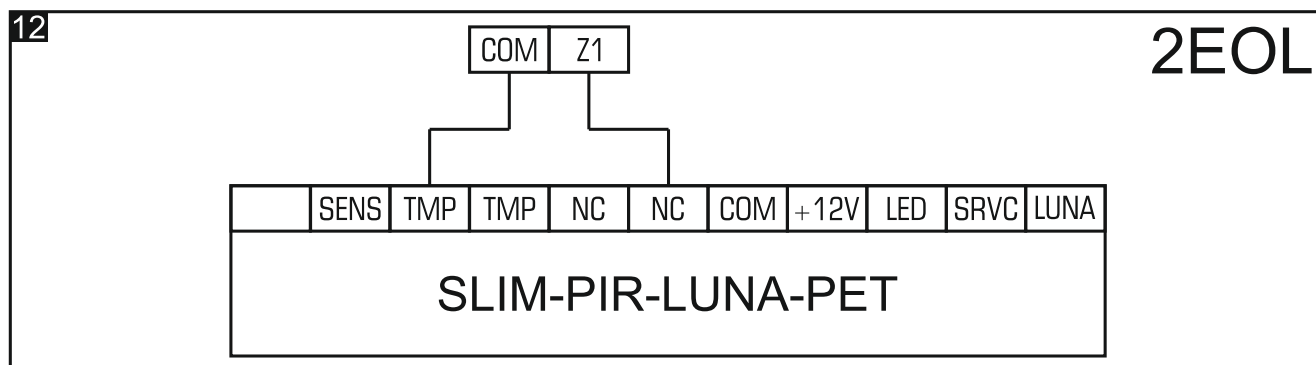 12
2EOL
COM Z1
SENS TMP TMP NC NC COM +12V LED SRVC LUNA
SLIM-PIR-LUNA-PET